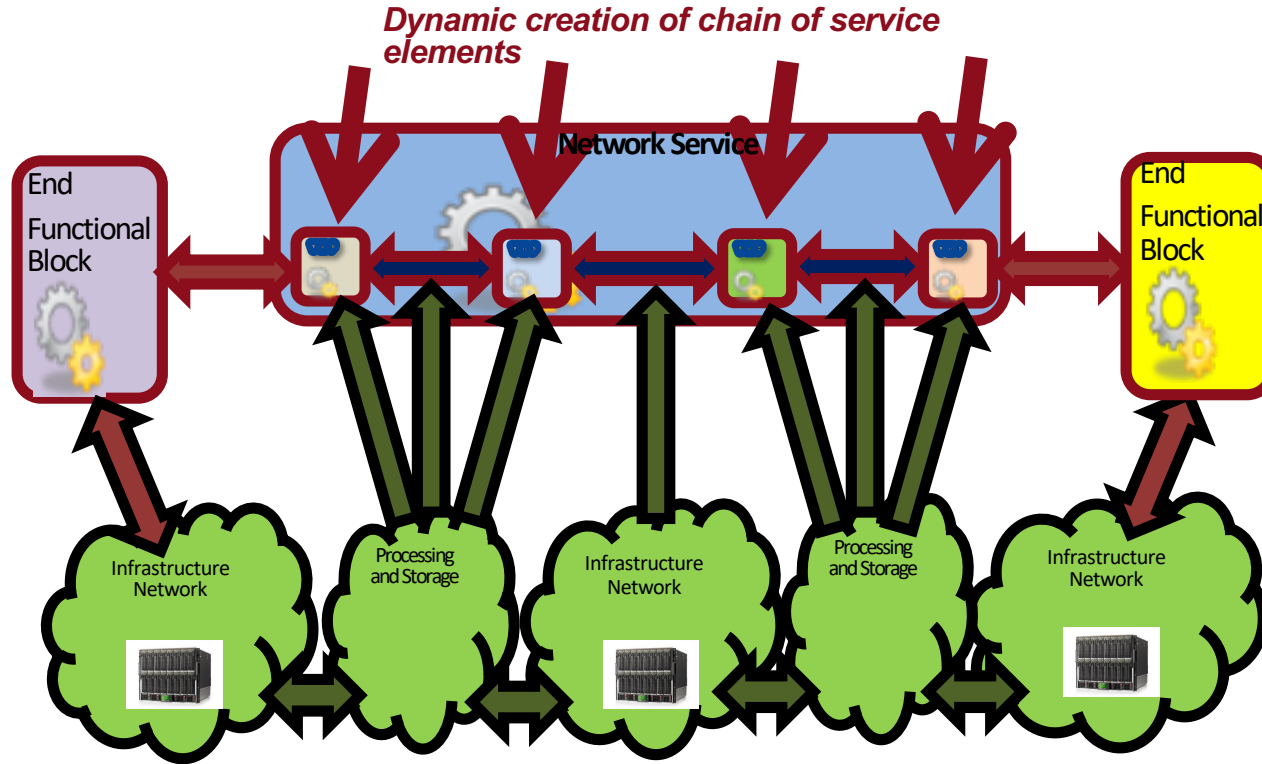 Dynamic creation of chain of service
elements
Network Service
End
Functional
Block
End
Functional
Block
Infrastructure
Network
Processing
and Storage
Infrastructure
Network
Processing
and Storage
Infrastructure
Network